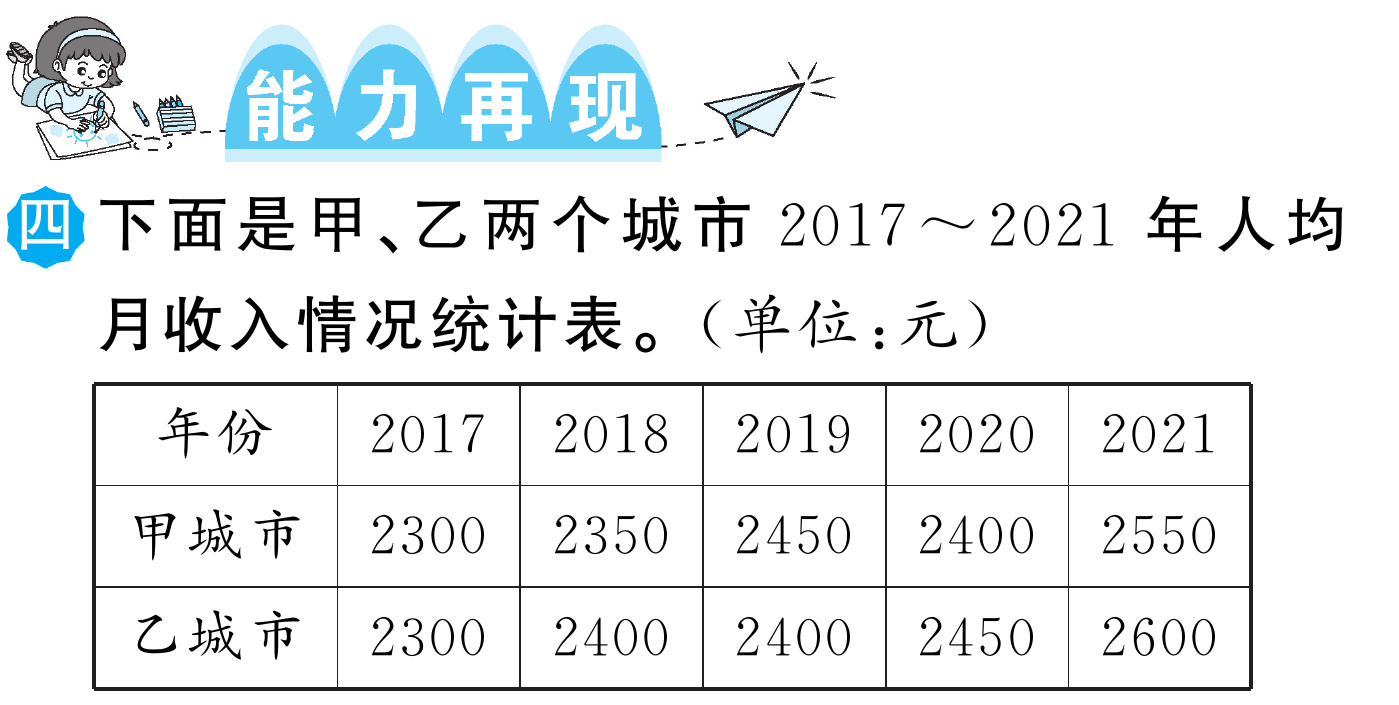 能力再现
四 下面是甲、乙两个城市 2017～2021 年人均
月收入情况统计表。（单位:元）
年份 2017 2018 2019 2020 2021
甲城市 2300 2350 2450 2400 2550
乙城市 2300 2400 2400 2450 2600